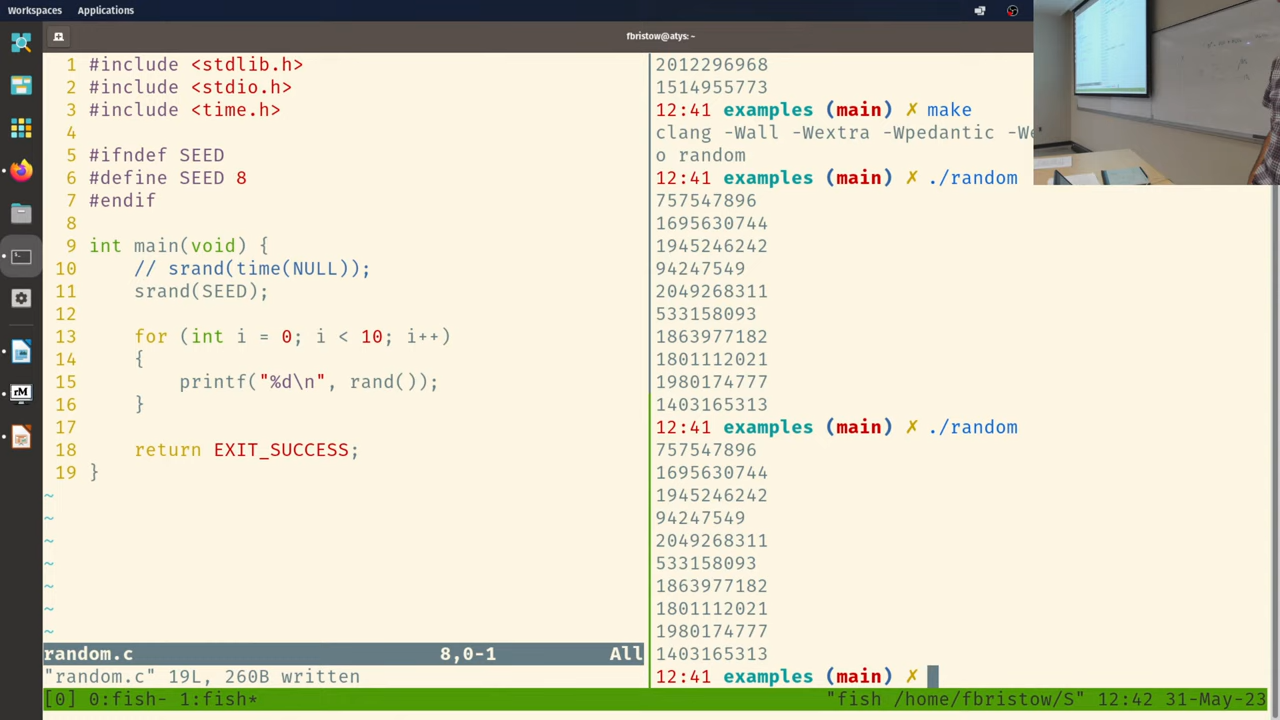 Workspaces Applications
fbristow@atys: ~
1 #include <stdlib.h>
2 #include <stdio.h>
3 #include <time.h>
4
5 #ifndef SEED
6 #define SEED 8
7 #endif
8
9 int main(void) {
10 // srand(time(NULL));
11 srand(SEED);
12
13 for (int i = 0; i < 10; i++)
14 {
15 printf("%d\n", rand());
16 }
17
18 return EXIT_SUCCESS;
19 }
~
~
~
~
~
~
~
random.c 8,0-1 All
"random.c" 19L, 260B written
2012296968
1514955773
12:41 examples (main) ✗ make
clang -Wall -Wextra -Wpedantic -We
o random
12:41 examples (main) ✗ ./random
757547896
1695630744
1945246242
94247549
2049268311
533158093
1863977182
1801112021
1980174777
1403165313
12:41 examples (main) ✗ ./random
757547896
1695630744
1945246242
94247549
2049268311
533158093
1863977182
1801112021
1980174777
1403165313
12:41 examples (main) ✗
[0] 0:fish- 1:fish* "fish /home/fbristow/S" 12:42 31-May-23